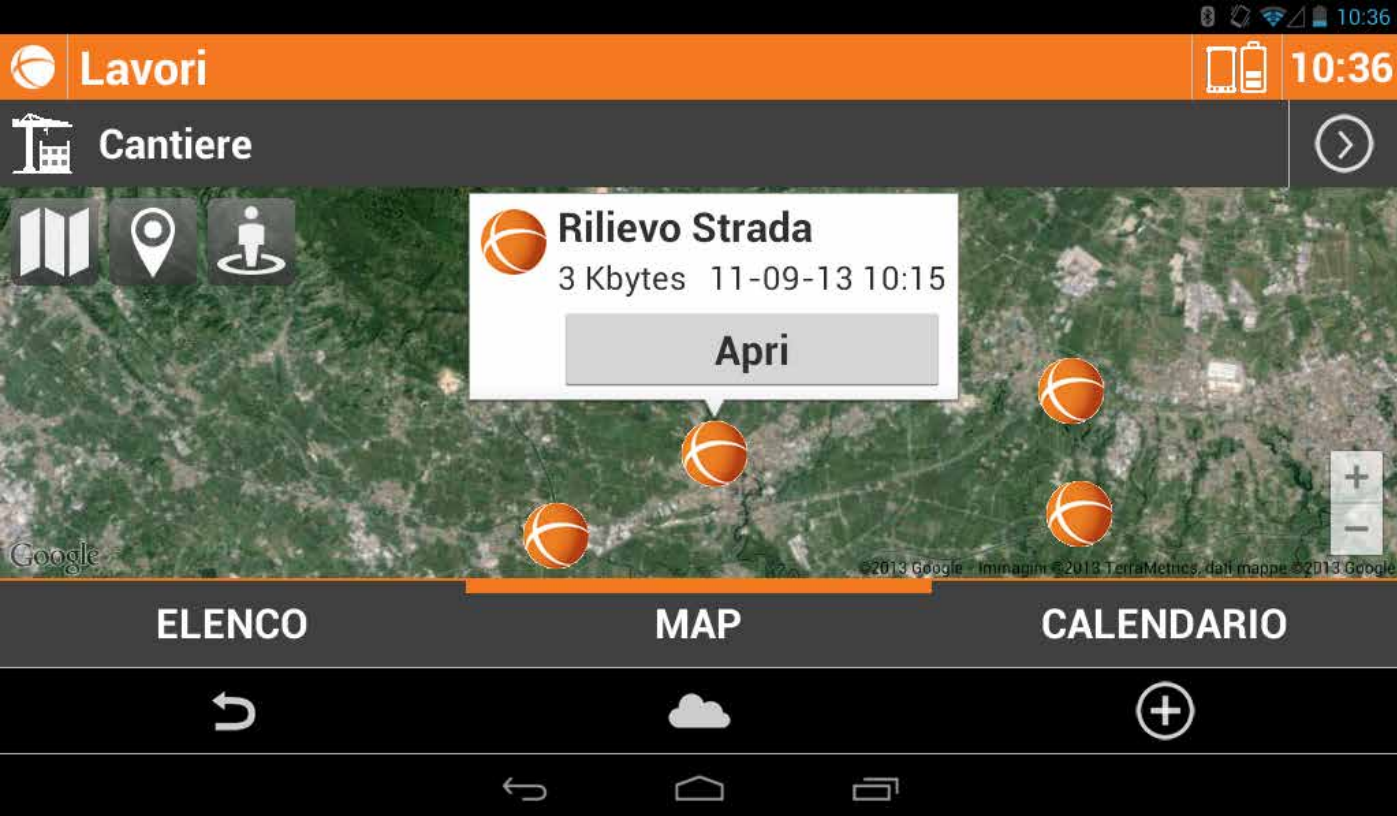 10:36
Lavori
10:36
Cantiere
Rilievo Strada
3 Kbytes 11-09-13 10:15
Apri
+
−
Google
©2013 Google - Immagini ©2013 TerraMetrics, dati mappe ©2013 Google
ELENCO
MAP
CALENDARIO